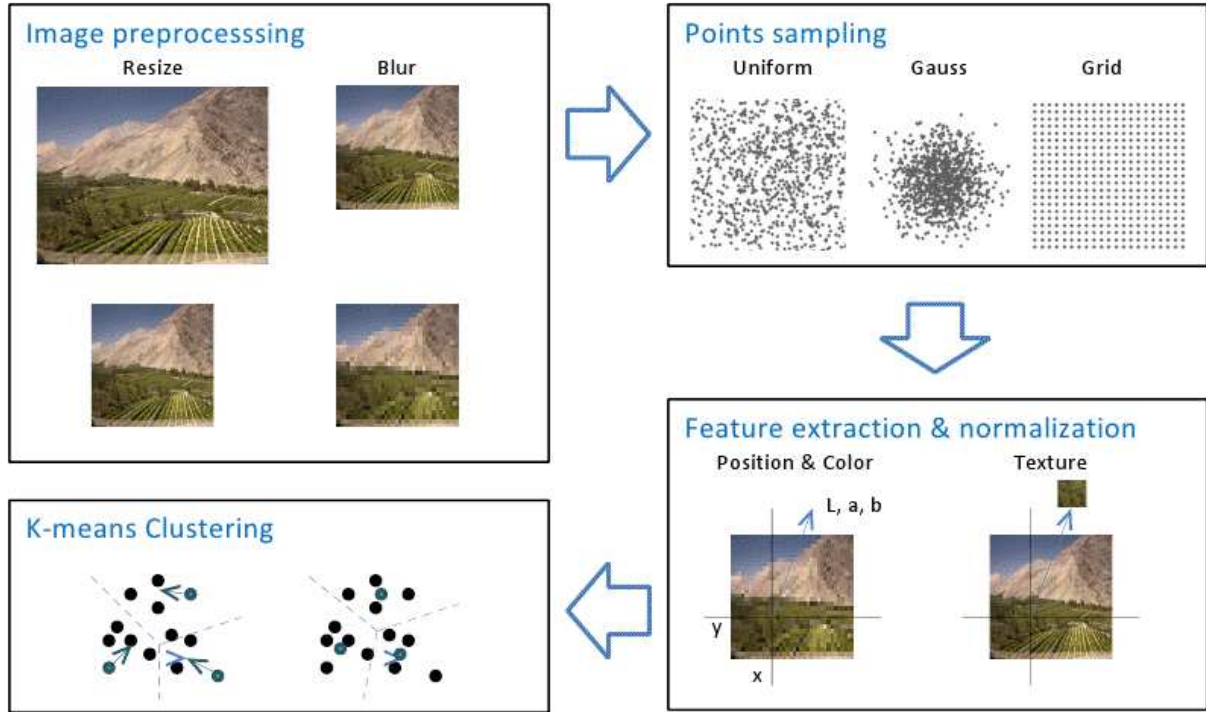 Image preprocesssing
Resize
Blur
Points sampling
Uniform
Gauss
Grid
Feature extraction & normalization
Position & Color
Texture
L, a, b
y
x
K-means Clustering